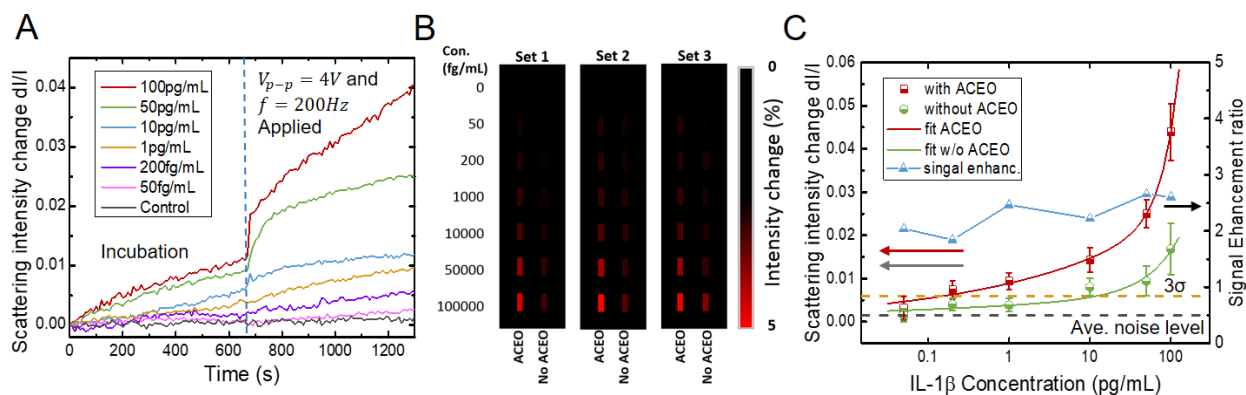 A
Scattering intensity change dI/I
0.04
0.03
0.02
0.01
0.00
100pg/mL
50pg/mL
10pg/mL
1pg/mL
200fg/mL
50fg/mL
Control
V_{p-p} = 4V and
f = 200Hz
Applied
Incubation
0 200 400 600 800 1000 1200
Time (s)
B
Con.
(fg/mL)
Set 1 Set 2 Set 3
0
50
200
1000
10000
50000
100000
ACEO No ACEO ACEO No ACEO ACEO No ACEO
0
5
Intensity change (%)
C
Scattering intensity change dI/I
0.06
0.05
0.04
0.03
0.02
0.01
0.00
with ACEO
without ACEO
fit ACEO
fit w/o ACEO
singal enhanc.
3σ
Ave. noise level
5
4
3
2
1
0
Signal Enhancement ratio
0.1 1 10 100
IL-1β Concentration (pg/mL)